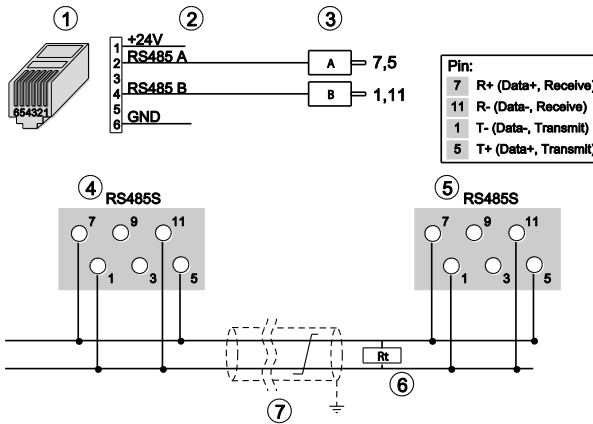 1 2 3
654321
1 +24V
2 RS485 A
3
4 RS485 B
5
6 GND
A 7,5
B 1,11
Pin:
7 R+ (Data+, Receive)
11 R- (Data-, Receive)
1 T- (Data-, Transmit)
5 T+ (Data+, Transmit)
4 RS485S
7 9 11
1 3 5
5 RS485S
7 9 11
1 3 5
Rt
6
7